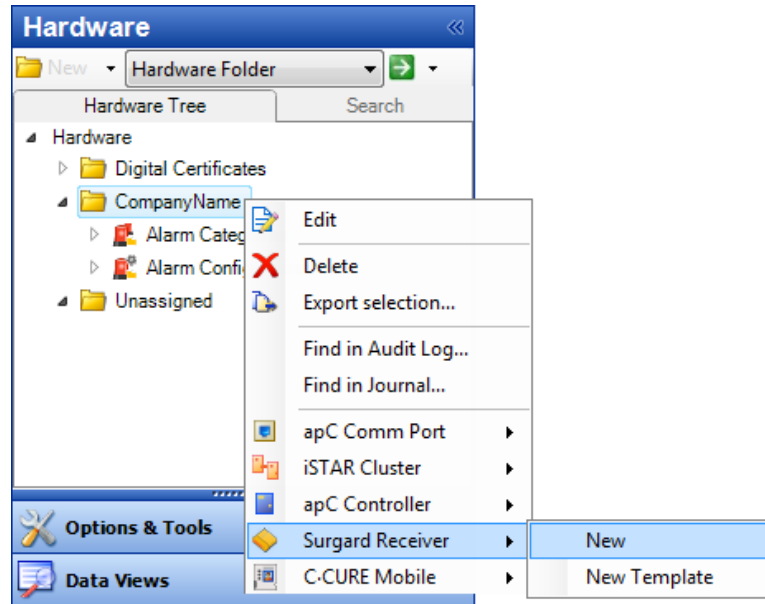 Hardware
New
Hardware Folder
Hardware Tree
Search
Hardware
Digital Certificates
CompanyName
Alarm Categ
Alarm Confi
Unassigned
Edit
Delete
Export selection...
Find in Audit Log...
Find in Journal...
apC Comm Port
iSTAR Cluster
apC Controller
Surgard Receiver
C·CURE Mobile
New
New Template
Options & Tools
Data Views